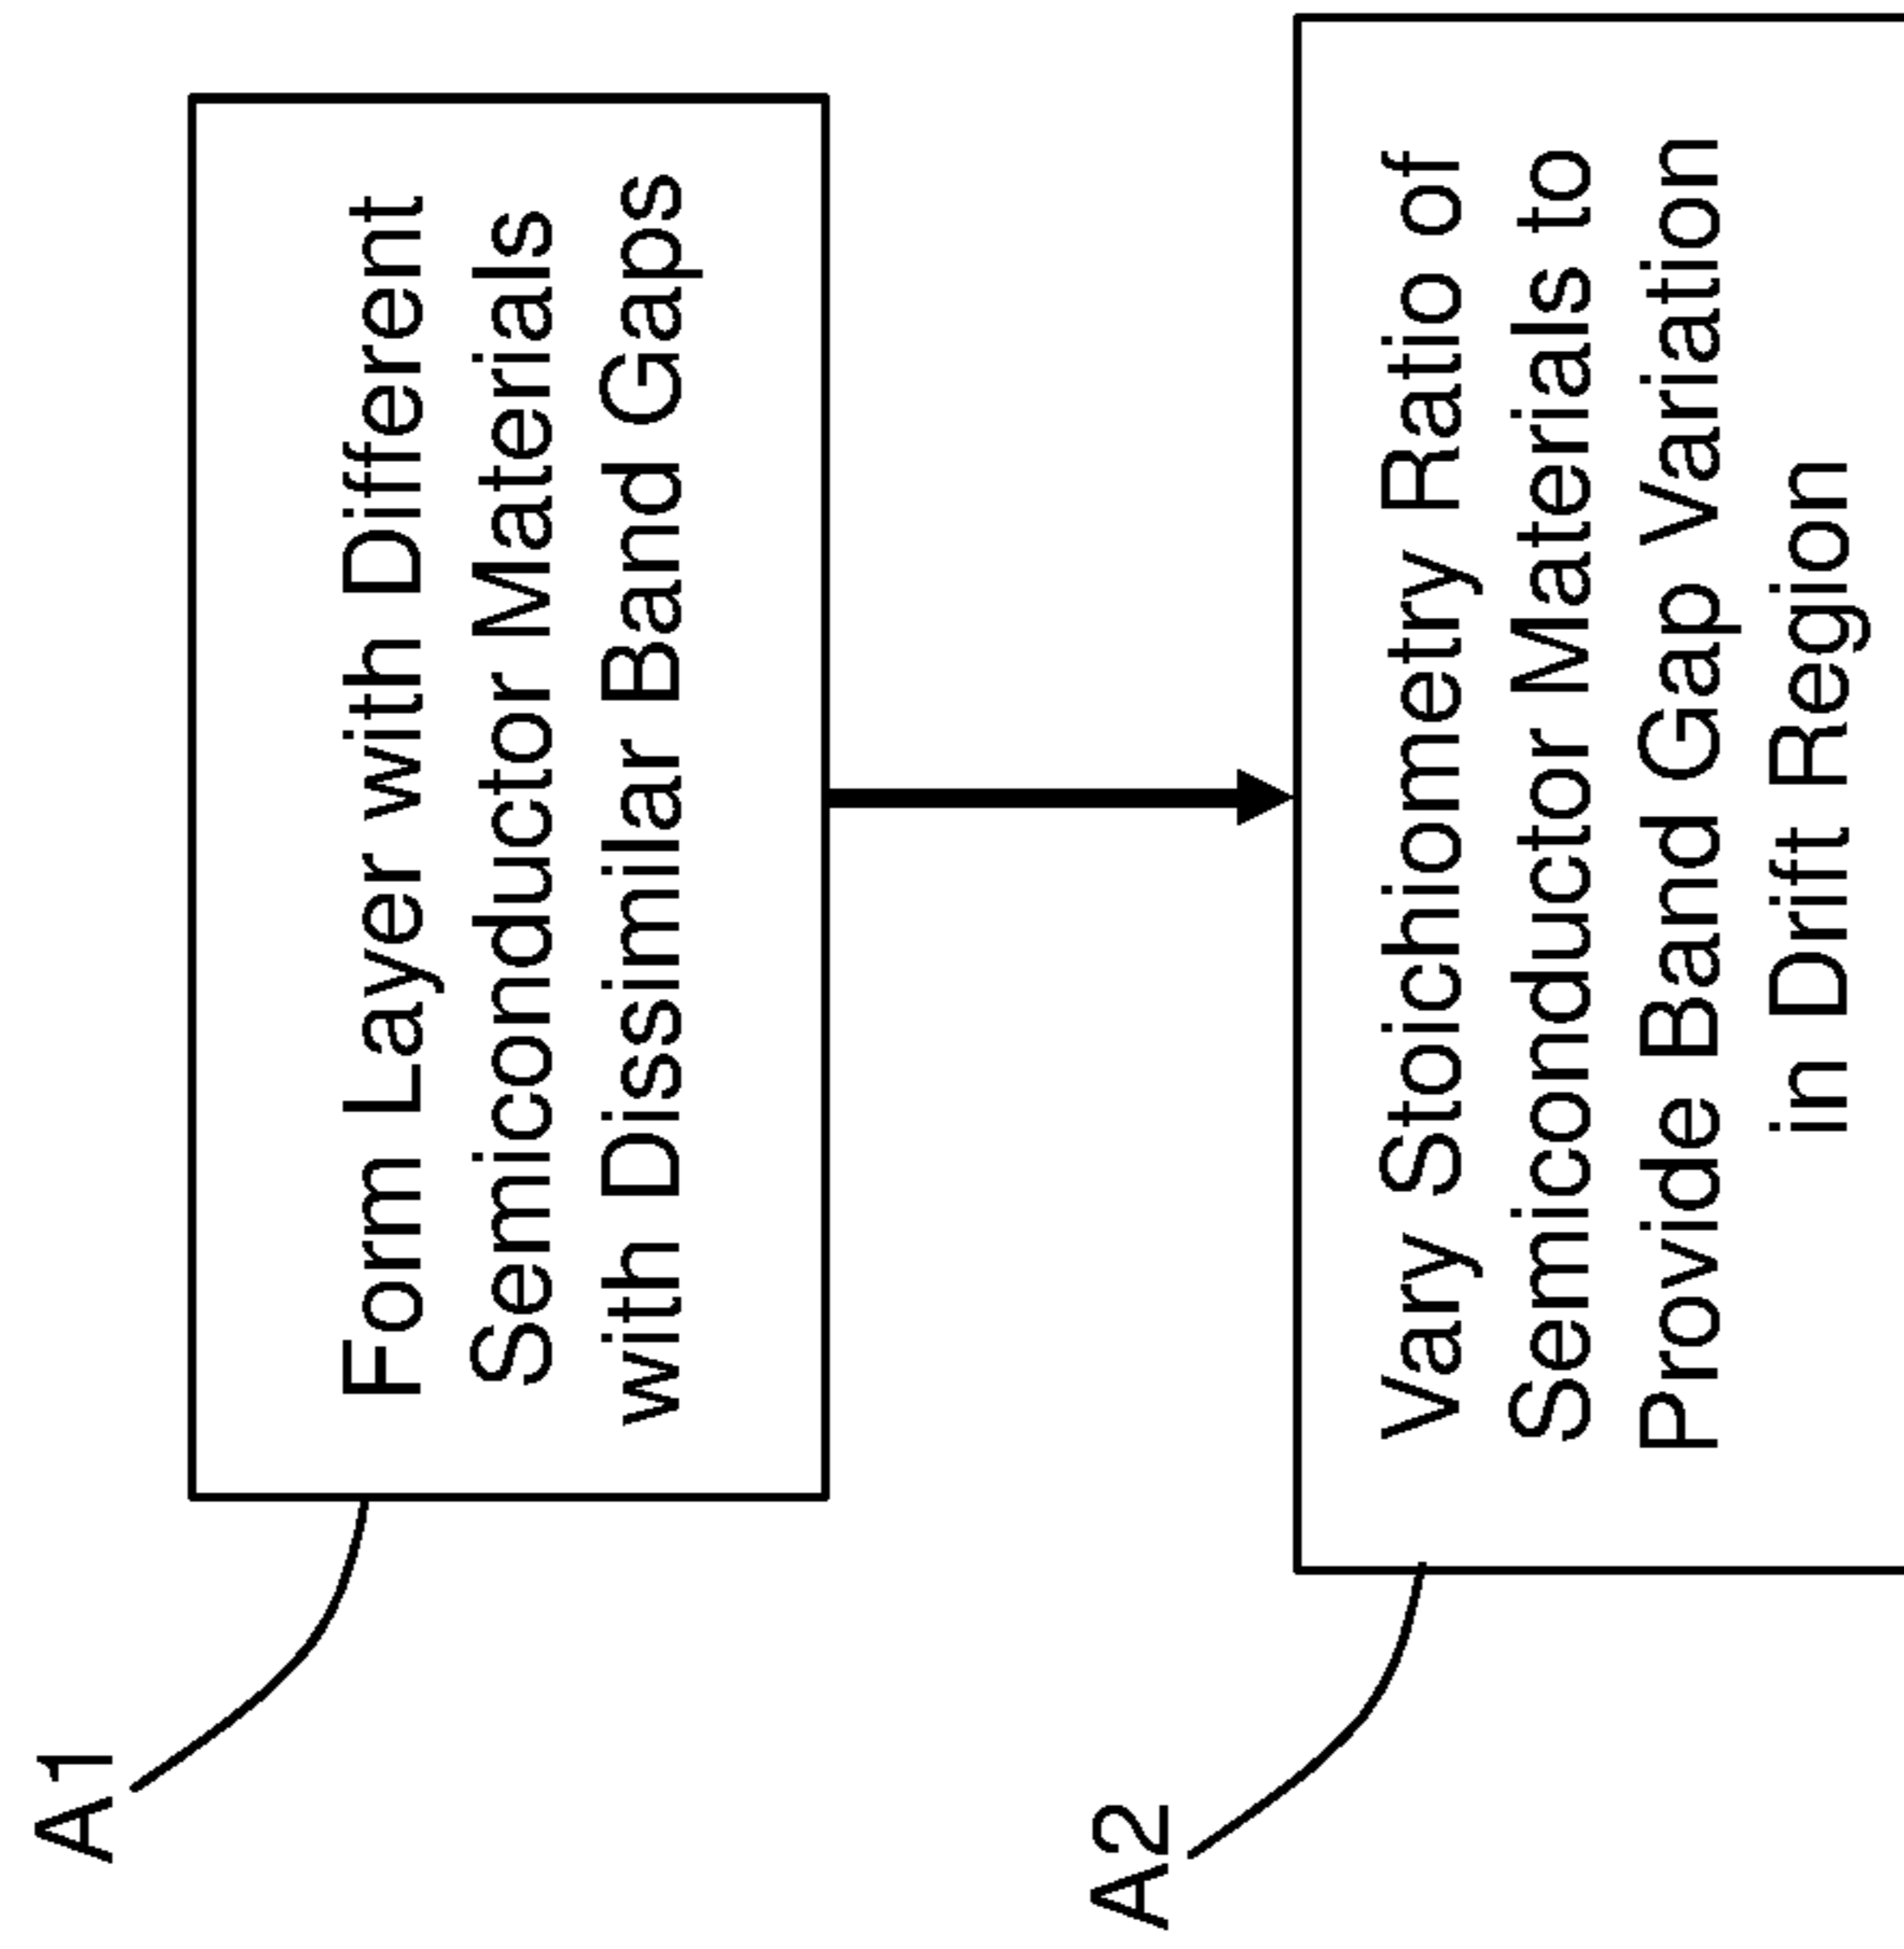 A1
Form Layer with Different
Semiconductor Materials
with Dissimilar Band Gaps
A2
Vary Stoichiometry Ratio of
Semiconductor Materials to
Provide Band Gap Variation
in Drift Region